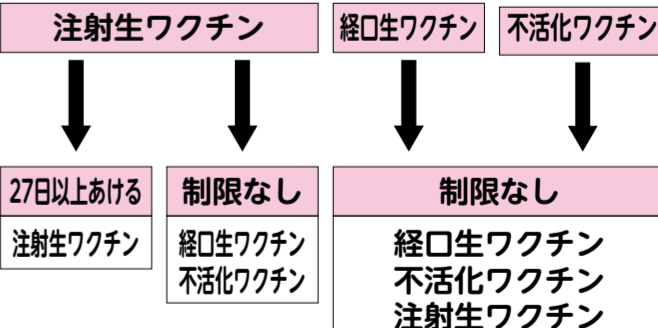 注射生ワクチン
経口生ワクチン
不活化ワクチン
27日以上あける
注射生ワクチン
制限なし
経口生ワクチン
不活化ワクチン
制限なし
経口生ワクチン
不活化ワクチン
注射生ワクチン